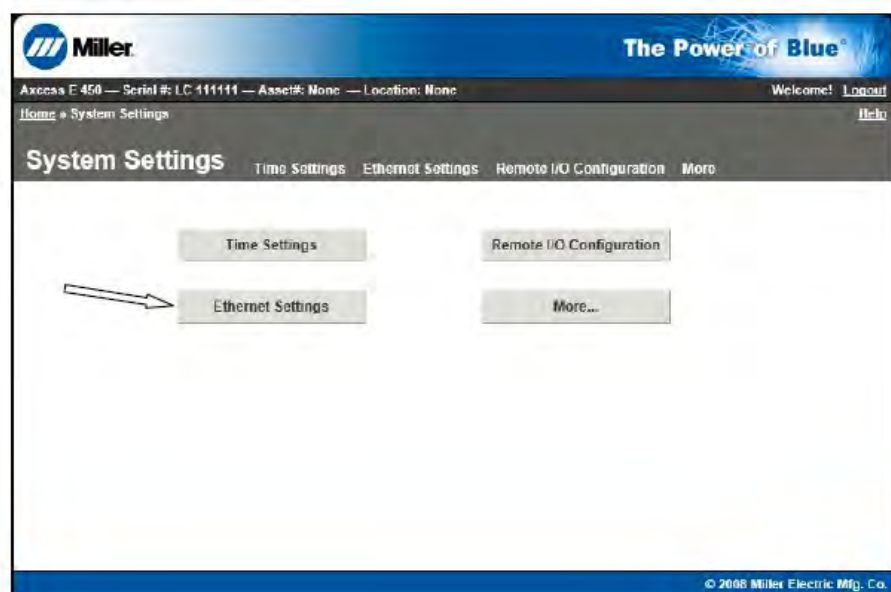 Miller
The Power of Blue®
Axcess E 450 — Serial #: LC 111111 — Asset#: None — Location: None Welcome! Logout
Home » System Settings Help
System Settings Time Settings Ethernet Settings Remote I/O Configuration More
Time Settings Remote I/O Configuration
Ethernet Settings More...
© 2008 Miller Electric Mfg. Co.